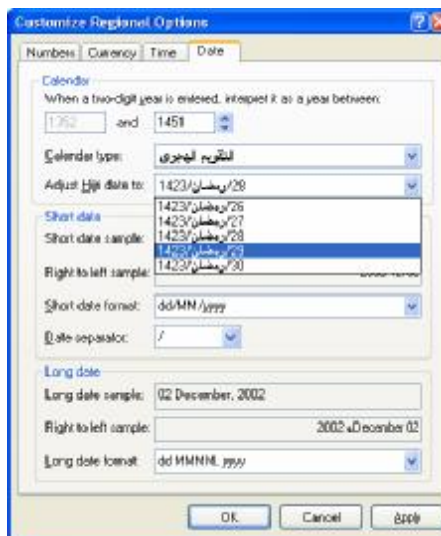 Customize Regional Options
Numbers Currency Time Date
Calendar
When a two-digit year is entered, interpret it as a year between:
1352 and 1451
Calendar type: التقويم الهجري
Adjust Hijri date to: 1423/رمضان/28
1423/رمضان/26
1423/رمضان/27
1423/رمضان/28
1423/رمضان/29
1423/رمضان/30
Short date
Short date sample:
Right to left sample:
Short date format: dd/MM/yyyy
Date separator: /
Long date
Long date sample: 02 December, 2002
Right to left sample: 2002 ,December 02
Long date format: dd MMMM, yyyy
OK Cancel Apply